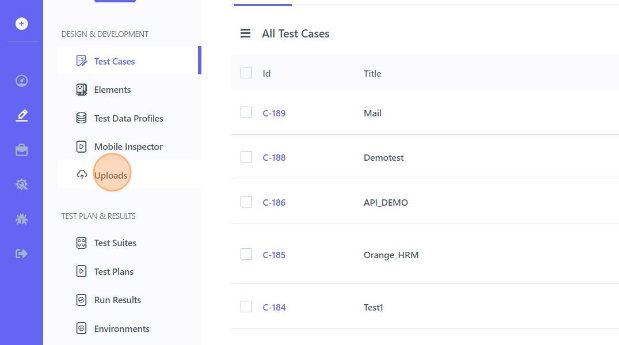 DESIGN & DEVELOPMENT
Test Cases
Elements
Test Data Profiles
Mobile Inspector
Uploads
TEST PLAN & RESULTS
Test Suites
Test Plans
Run Results
Environments
All Test Cases
Id Title
C-189 Mail
C-188 Demotest
C-186 API_DEMO
C-185 Orange_HRM
C-184 Test1